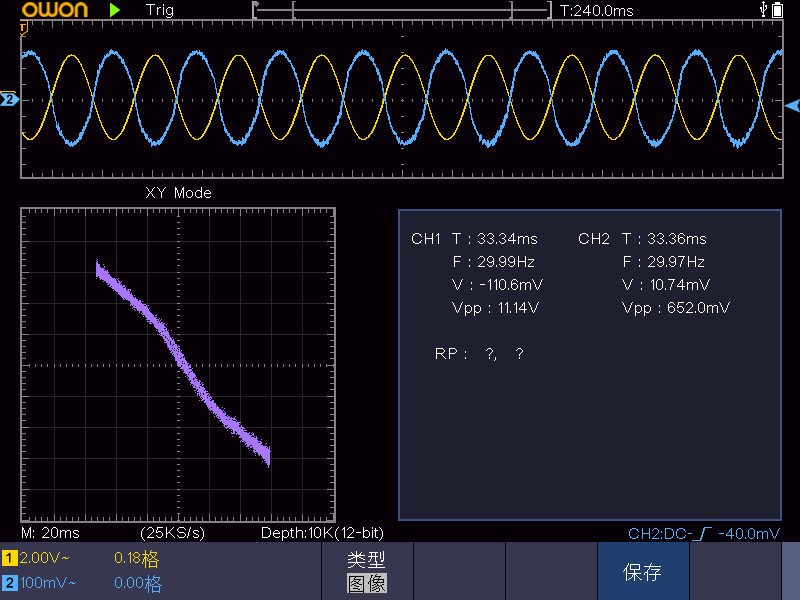 OWON Trig T:240.0ms
T
2
XY Mode
CH1 T : 33.34ms CH2 T : 33.36ms
F : 29.99Hz F : 29.97Hz
V : -110.6mV V : 10.74mV
Vpp : 11.14V Vpp : 652.0mV
RP : ?, ?
M: 20ms (25KS/s) Depth:10K(12-bit) CH2:DC- -40.0mV
1 2.00V~ 0.18格 类型
2 100mV~ 0.00格 图像 保存